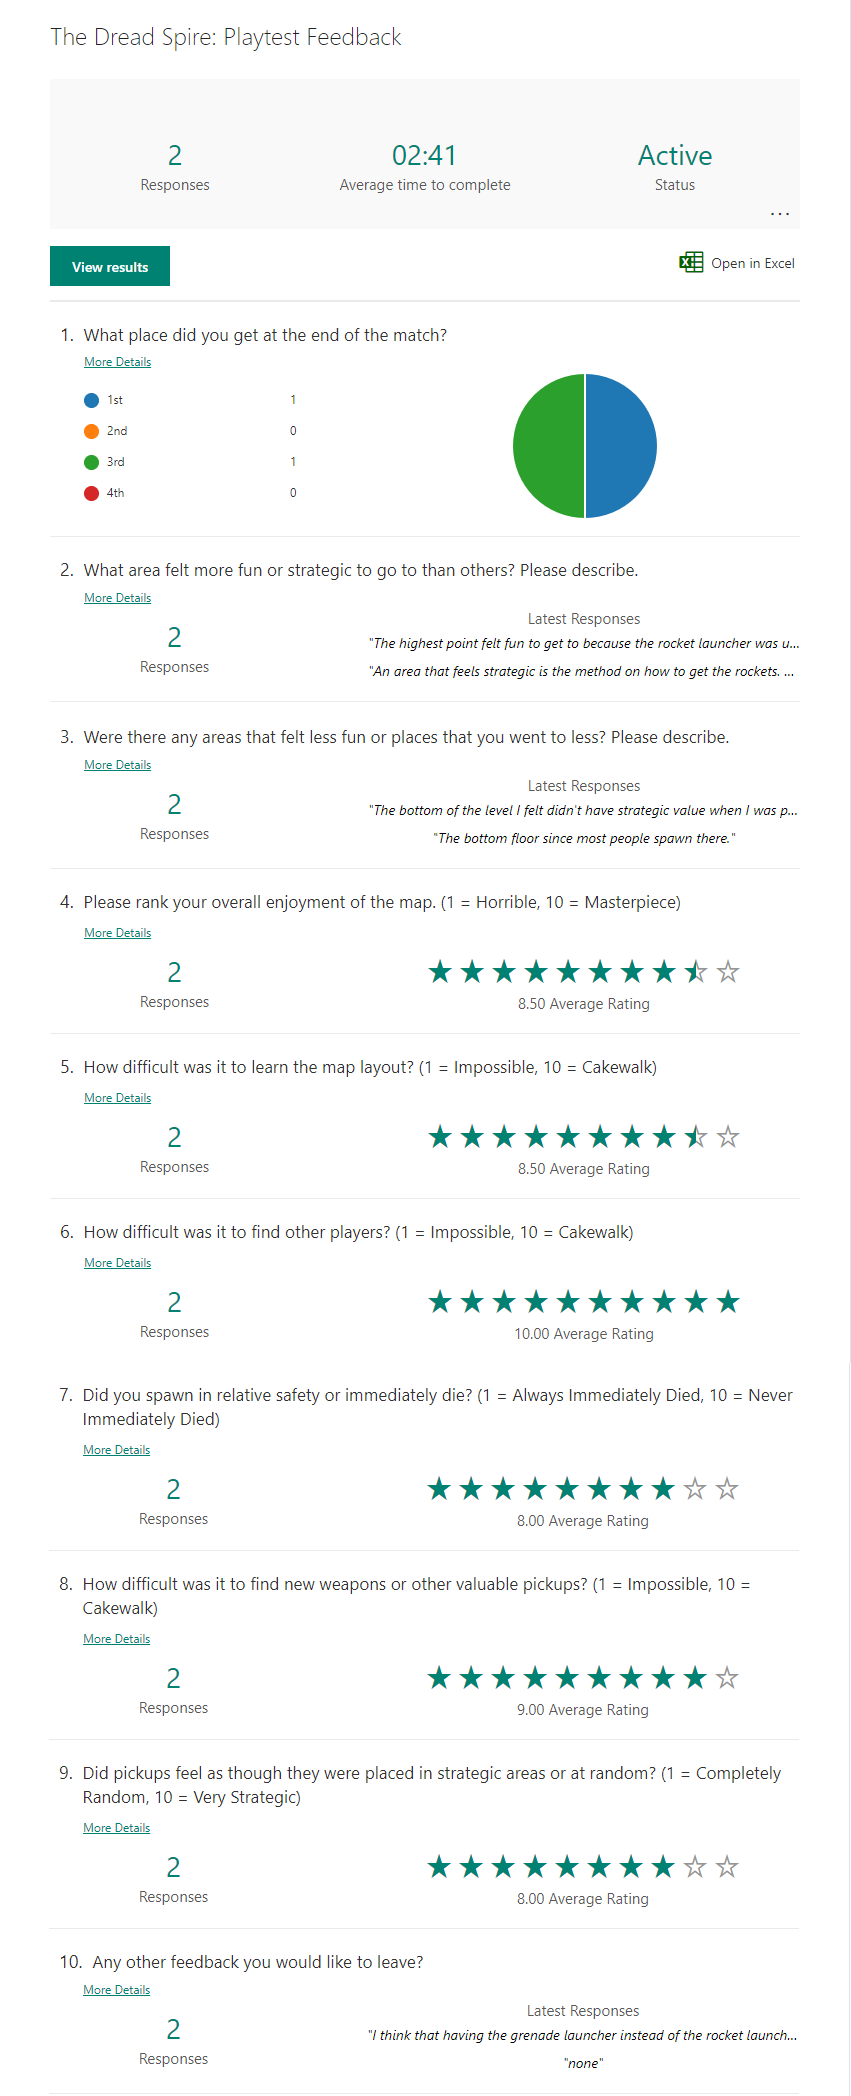 The Dread Spire: Playtest Feedback
2
Responses
02:41
Average time to complete
Active
Status
...
View results
Open in Excel
1. What place did you get at the end of the match?
More Details
1st 1
2nd 0
3rd 1
4th 0
2. What area felt more fun or strategic to go to than others? Please describe.
More Details
2
Responses
Latest Responses
"The highest point felt fun to get to because the rocket launcher was u...
"An area that feels strategic is the method on how to get the rockets. ...
3. Were there any areas that felt less fun or places that you went to less? Please describe.
More Details
2
Responses
Latest Responses
"The bottom of the level I felt didn't have strategic value when I was p...
"The bottom floor since most people spawn there."
4. Please rank your overall enjoyment of the map. (1 = Horrible, 10 = Masterpiece)
More Details
2
Responses
8.50 Average Rating
5. How difficult was it to learn the map layout? (1 = Impossible, 10 = Cakewalk)
More Details
2
Responses
8.50 Average Rating
6. How difficult was it to find other players? (1 = Impossible, 10 = Cakewalk)
More Details
2
Responses
10.00 Average Rating
7. Did you spawn in relative safety or immediately die? (1 = Always Immediately Died, 10 = Never
Immediately Died)
More Details
2
Responses
8.00 Average Rating
8. How difficult was it to find new weapons or other valuable pickups? (1 = Impossible, 10 =
Cakewalk)
More Details
2
Responses
9.00 Average Rating
9. Did pickups feel as though they were placed in strategic areas or at random? (1 = Completely
Random, 10 = Very Strategic)
More Details
2
Responses
8.00 Average Rating
10. Any other feedback you would like to leave?
More Details
2
Responses
Latest Responses
"I think that having the grenade launcher instead of the rocket launch...
"none"